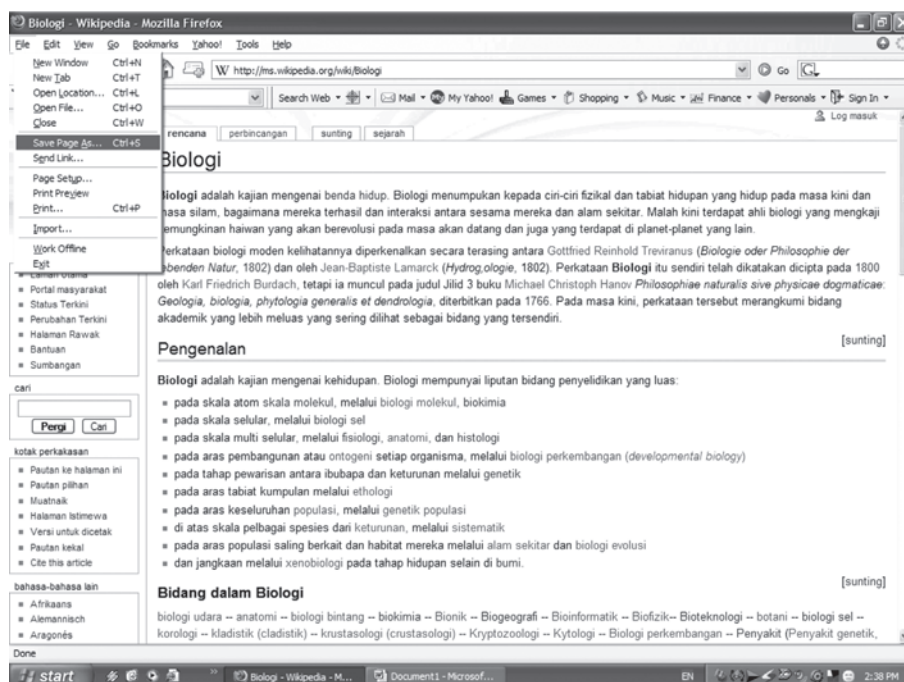 Biologi - Wikipedia - Mozilla Firefox
File Edit View Go Bookmarks Yahoo! Tools Help
New Window Ctrl+N
New Tab Ctrl+T
Open Location... Ctrl+L
Open File... Ctrl+O
Close Ctrl+W
Save Page As... Ctrl+S
Send Link...
Page Setup...
Print Preview
Print... Ctrl+P
Import...
Work Offline
Exit
W http://ms.wikipedia.org/wiki/Biologi Go G
Search Web Mail My Yahoo! Games Shopping Music Finance Personals Sign In
Log masuk
rencana perbincangan sunting sejarah
Biologi
Biologi adalah kajian mengenai benda hidup. Biologi menumpukan kepada ciri-ciri fizikal dan tabiat hidupan yang hidup pada masa kini dan
masa silam, bagaimana mereka terhasil dan interaksi antara sesama mereka dan alam sekitar. Malah kini terdapat ahli biologi yang mengkaji
kemungkinan haiwan yang akan berevolusi pada masa akan datang dan juga yang terdapat di planet-planet yang lain.
Perkataan biologi moden kelihatannya diperkenalkan secara terasing antara Gottfried Reinhold Treviranus (Biologie oder Philosophie der
lebenden Natur, 1802) dan oleh Jean-Baptiste Lamarck (Hydrog,ologie, 1802). Perkataan Biologi itu sendiri telah dikatakan dicipta pada 1800
oleh Karl Friedrich Burdach, tetapi ia muncul pada judul Jilid 3 buku Michael Christoph Hanov Philosophiae naturalis sive physicae dogmaticae:
Geologia, biologia, phytologia generalis et dendrologia, diterbitkan pada 1766. Pada masa kini, perkataan tersebut merangkumi bidang
akademik yang lebih meluas yang sering dilihat sebagai bidang yang tersendiri.
Laman Utama
Portal masyarakat
Status Terkini
Perubahan Terkini
Halaman Rawak
Bantuan
Sumbangan
cari
Pergi Cari
kotak perkakasan
Pautan ke halaman ini
Pautan pilihan
Muatnaik
Halaman Istimewa
Versi untuk dicetak
Pautan kekal
Cite this article
bahasa-bahasa lain
Afrikaans
Alemannisch
Aragonés
[sunting]
Pengenalan
Biologi adalah kajian mengenai kehidupan. Biologi mempunyai liputan bidang penyelidikan yang luas:
pada skala atom skala molekul, melalui biologi molekul, biokimia
pada skala selular, melalui biologi sel
pada skala multi selular, melalui fisiologi, anatomi, dan histologi
pada aras pembangunan atau ontogeni setiap organisma, melalui biologi perkembangan (developmental biology)
pada tahap pewarisan antara ibubapa dan keturunan melalui genetik
pada aras tabiat kumpulan melalui ethologi
pada aras keseluruhan populasi, melalui genetik populasi
di atas skala pelbagai spesies dari keturunan, melalui sistematik
pada aras populasi saling berkait dan habitat mereka melalui alam sekitar dan biologi evolusi
dan jangkaan melalui xenobiologi pada tahap hidupan selain di bumi.
[sunting]
Bidang dalam Biologi
biologi udara -- anatomi -- biologi bintang -- biokimia -- Bionik -- Biogeografi -- Bioinformatik -- Biofizik-- Bioteknologi -- botani -- biologi sel --
korologi -- kladistik (cladistik) -- krustasologi (crustasologi) -- Kryptozoologi -- Kytologi -- Biologi perkembangan -- Penyakit (Penyakit genetik,
Done
start Biologi - Wikipedia - M... Document1 - Microsof... EN 2:38 PM